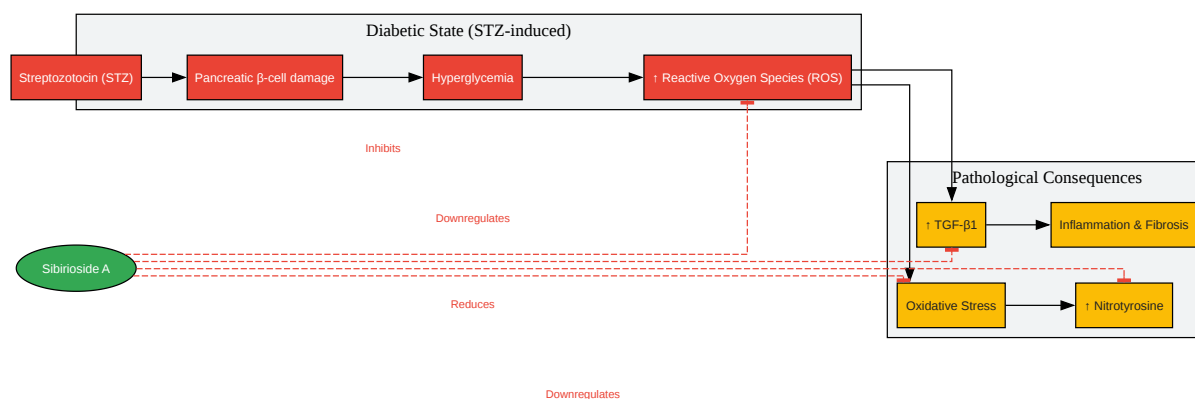 Diabetic State (STZ-induced)
Streptozotocin (STZ)
Pancreatic β-cell damage
Hyperglycemia
↑ Reactive Oxygen Species (ROS)
Inhibits
Pathological Consequences
Downregulates
↑ TGF-β1
Inflammation & Fibrosis
Sibirioside A
Reduces
Oxidative Stress
↑ Nitrotyrosine
Downregulates